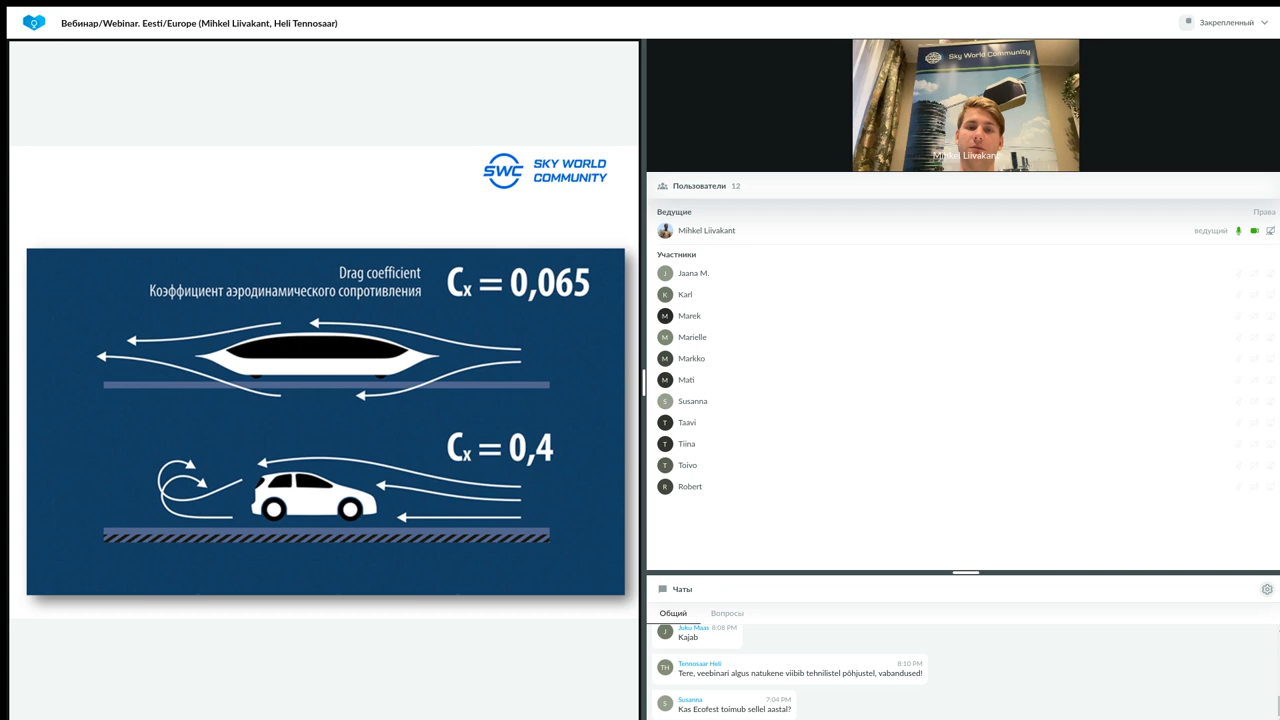 Вебинар/Webinar. Eesti/Europe (Mihkel Liivakant, Heli Tennosaar)
Закрепленный
SWC SKY WORLD
COMMUNITY
Drag coefficient
Коэффициент аэродинамического сопротивления
Cx = 0,065
Cx = 0,4
SWC Sky World Community
Mihkel Liivakant
Пользователи 12
Ведущие Права
Mihkel Liivakant ведущий
Участники
J Jaana M.
K Karl
M Marek
M Marielle
M Markko
M Mati
S Susanna
T Taavi
T Tiina
T Toivo
R Robert
Чаты
Общий Вопросы
J Juku Maas 8:08 PM
Kajab
TH Tennosaar Heli 8:10 PM
Tere, veebinari algus natukene viibib tehnilistel põhjustel, vabandused!
S Susanna 7:04 PM
Kas Ecofest toimub sellel aastal?